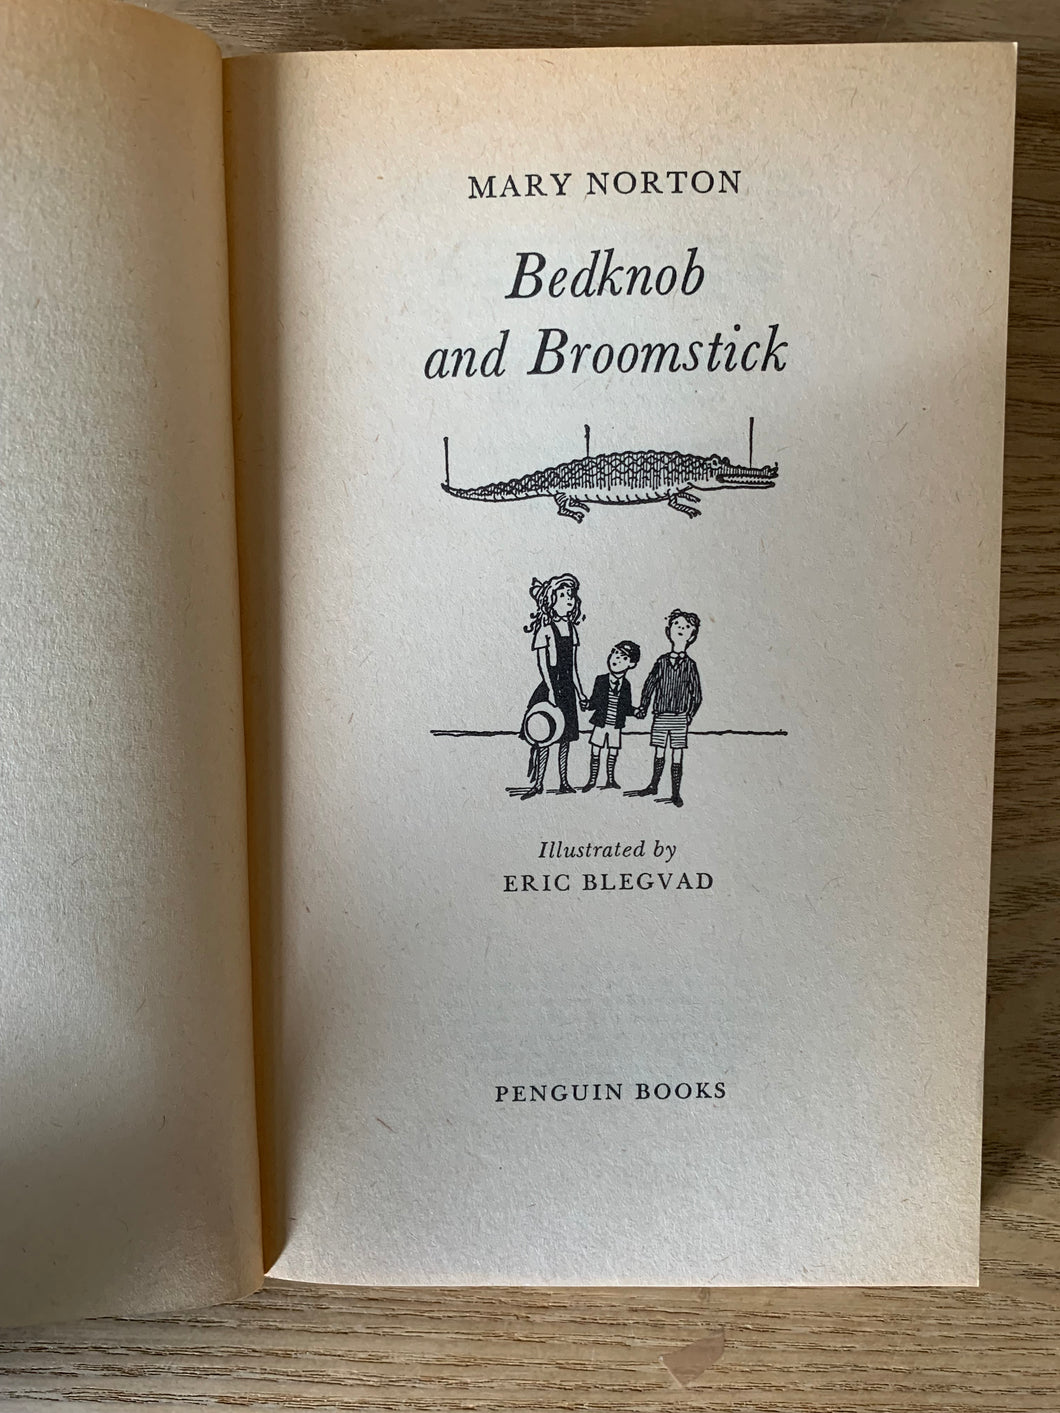 MARY NORTON
Bedknob
and Broomstick
Illustrated by
ERIC BLEGVAD
PENGUIN BOOKS